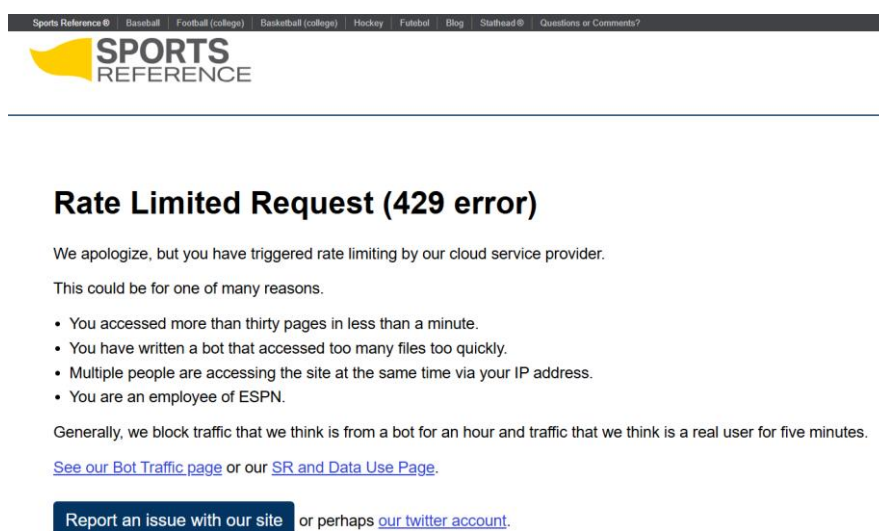 Sports Reference ® Baseball Football (college) Basketball (college) Hockey Futebol Blog Stathead ® Questions or Comments?
SPORTS
REFERENCE
Rate Limited Request (429 error)
We apologize, but you have triggered rate limiting by our cloud service provider.
This could be for one of many reasons.
• You accessed more than thirty pages in less than a minute.
• You have written a bot that accessed too many files too quickly.
• Multiple people are accessing the site at the same time via your IP address.
• You are an employee of ESPN.
Generally, we block traffic that we think is from a bot for an hour and traffic that we think is a real user for five minutes.
See our Bot Traffic page or our SR and Data Use Page.
Report an issue with our site or perhaps our twitter account.